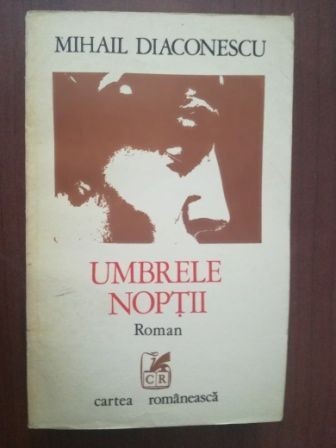 MIHAIL DIACONESCU
UMBRELE
NOPȚII
Roman
CR
cartea românească